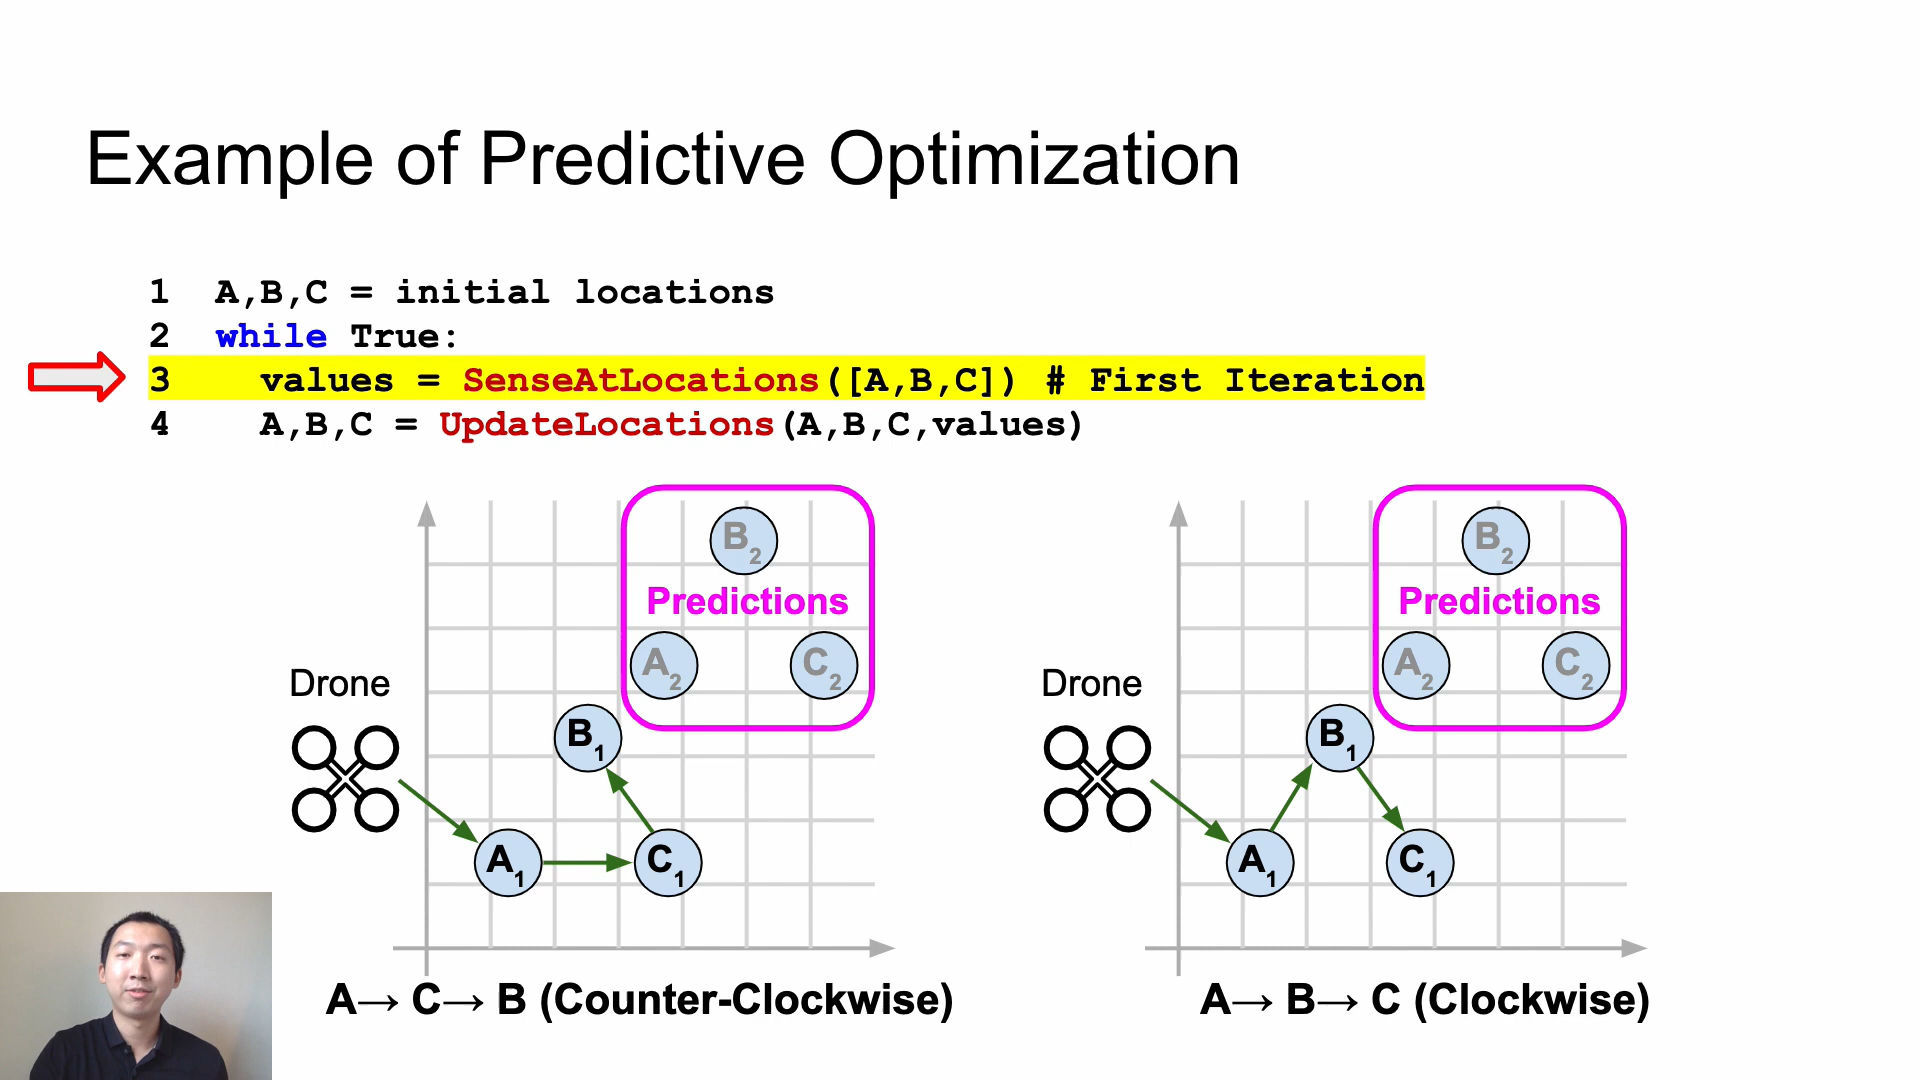 Example of Predictive Optimization
1 A,B,C = initial locations
2 while True:
3 values = SenseAtLocations([A,B,C]) # First Iteration
4 A,B,C = UpdateLocations(A,B,C,values)
B2
Predictions
A2 C2
Drone
B1
A1 C1
A→ C→ B (Counter-Clockwise)
B2
Predictions
A2 C2
Drone
B1
A1 C1
A→ B→ C (Clockwise)